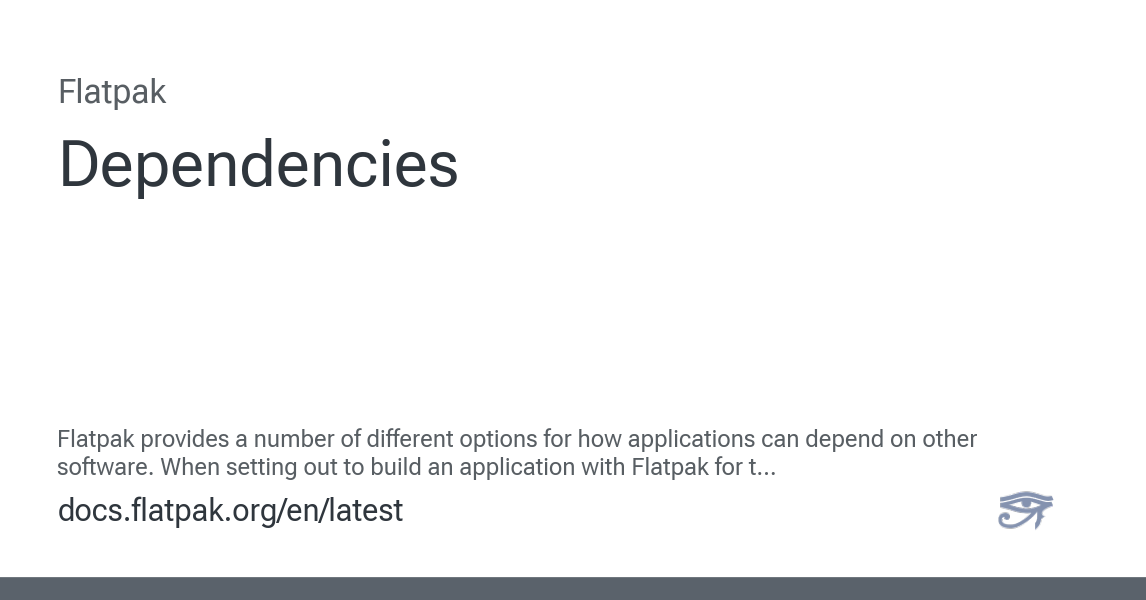 Flatpak
Dependencies
Flatpak provides a number of different options for how applications can depend on other
software. When setting out to build an application with Flatpak for t...
docs.flatpak.org/en/latest